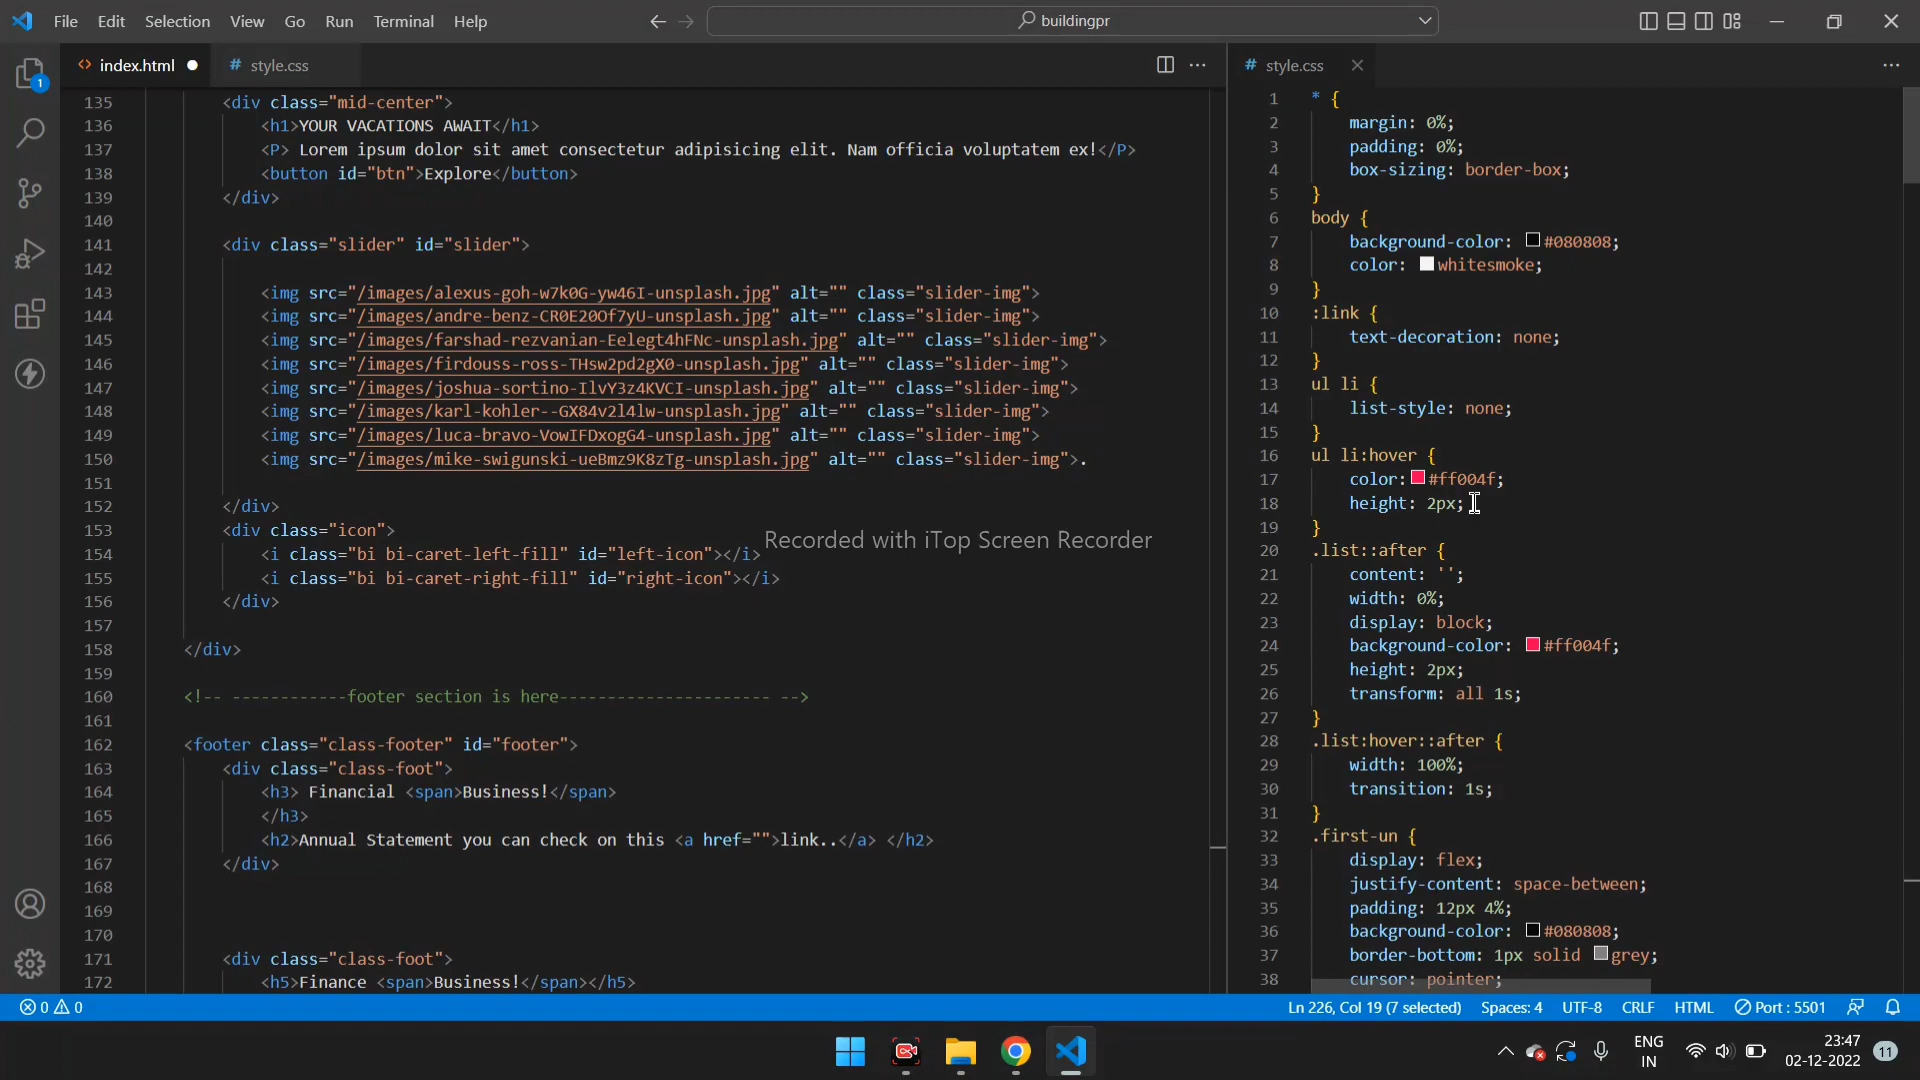 File Edit Selection View Go Run Terminal Help
buildingpr
1
<> index.html
# style.css
135 <div class="mid-center">
136 <h1>YOUR VACATIONS AWAIT</h1>
137 <P> Lorem ipsum dolor sit amet consectetur adipisicing elit. Nam officia voluptatem ex!</P>
138 <button id="btn">Explore</button>
139 </div>
140
141 <div class="slider" id="slider">
142
143 <img src="/images/alexus-goh-w7k0G-yw46I-unsplash.jpg" alt="" class="slider-img">
144 <img src="/images/andre-benz-CR0E20Of7yU-unsplash.jpg" alt="" class="slider-img">
145 <img src="/images/farshad-rezvanian-Eelegt4hFNc-unsplash.jpg" alt="" class="slider-img">
146 <img src="/images/firdouss-ross-THsw2pd2gX0-unsplash.jpg" alt="" class="slider-img">
147 <img src="/images/joshua-sortino-IlvY3z4KVCI-unsplash.jpg" alt="" class="slider-img">
148 <img src="/images/karl-kohler--GX84v2l4lw-unsplash.jpg" alt="" class="slider-img">
149 <img src="/images/luca-bravo-VowIFDxogG4-unsplash.jpg" alt="" class="slider-img">
150 <img src="/images/mike-swigunski-ueBmz9K8zTg-unsplash.jpg" alt="" class="slider-img">.
151
152 </div>
153 <div class="icon">
154 <i class="bi bi-caret-left-fill" id="left-icon"></i>
155 <i class="bi bi-caret-right-fill" id="right-icon"></i>
156 </div>
157
158 </div>
159
160 <!-- ------------footer section is here---------------------- -->
161
162 <footer class="class-footer" id="footer">
163 <div class="class-foot">
164 <h3> Financial <span>Business!</span>
165 </h3>
166 <h2>Annual Statement you can check on this <a href="">link..</a> </h2>
167 </div>
168
169
170
171 <div class="class-foot">
172 <h5>Finance <span>Business!</span></h5>
Recorded with iTop Screen Recorder
# style.css
1 * {
2 margin: 0%;
3 padding: 0%;
4 box-sizing: border-box;
5 }
6 body {
7 background-color: #080808;
8 color: whitesmoke;
9 }
10 :link {
11 text-decoration: none;
12 }
13 ul li {
14 list-style: none;
15 }
16 ul li:hover {
17 color: #ff004f;
18 height: 2px;
19 }
20 .list::after {
21 content: '';
22 width: 0%;
23 display: block;
24 background-color: #ff004f;
25 height: 2px;
26 transform: all 1s;
27 }
28 .list:hover::after {
29 width: 100%;
30 transition: 1s;
31 }
32 .first-un {
33 display: flex;
34 justify-content: space-between;
35 padding: 12px 4%;
36 background-color: #080808;
37 border-bottom: 1px solid grey;
38 cursor: pointer;
0 0
Ln 226, Col 19 (7 selected) Spaces: 4 UTF-8 CRLF HTML Port : 5501
ENG
IN
23:47
02-12-2022
11